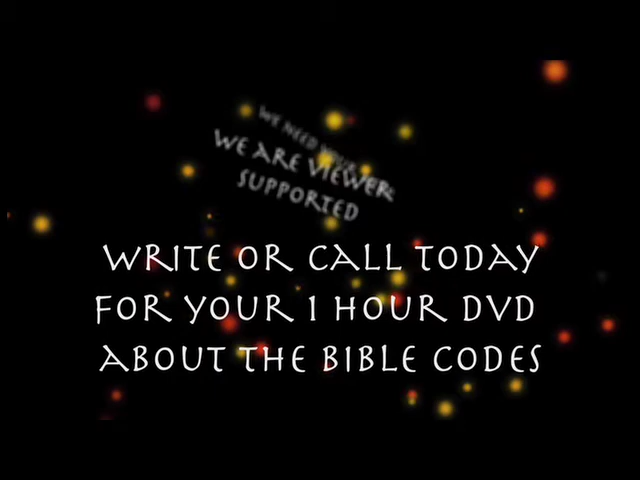 WE NEED YOUR
WE ARE VIEWER
SUPPORTED
WRITE OR CALL TODAY
FOR YOUR 1 HOUR DVD
ABOUT THE BIBLE CODES